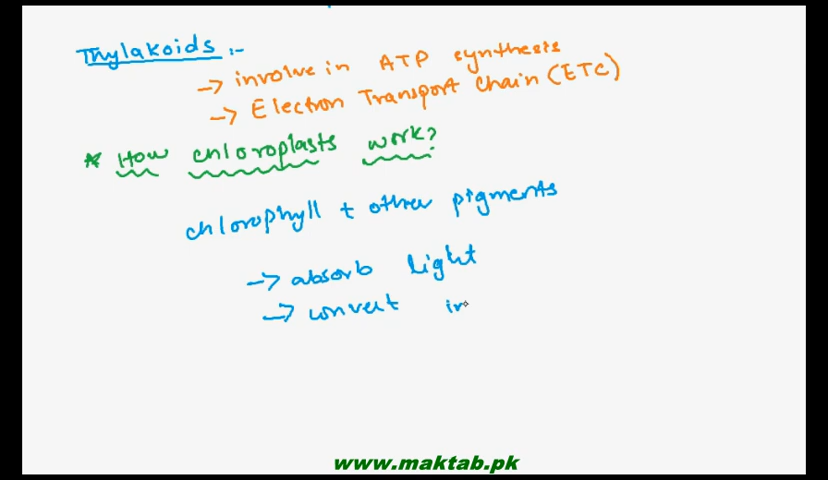 Thylakoids :-
→ involve in ATP synthesis
→ Electron Transport Chain (ETC)
* How chloroplasts work?
chlorophyll + other pigments
→ absorb light
→ convert in
www.maktab.pk